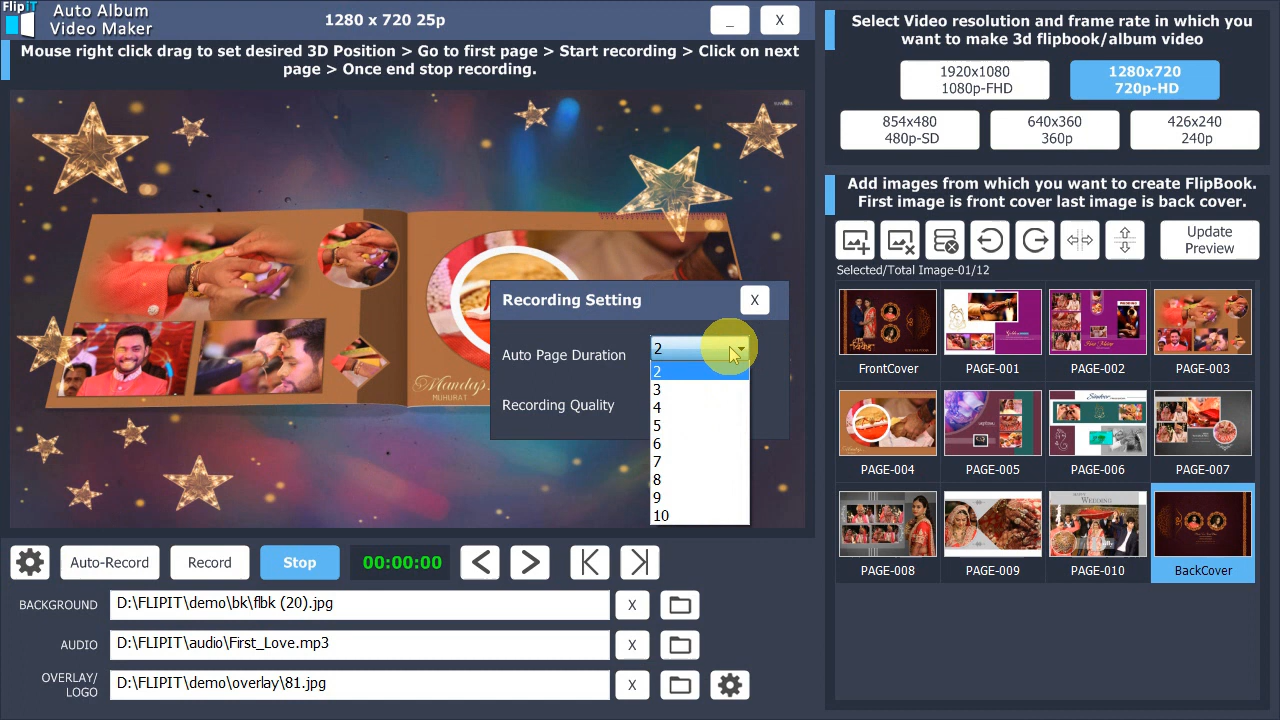 FlipIT
Auto Album
Video Maker
1280 x 720 25p
_
X
Mouse right click drag to set desired 3D Position > Go to first page > Start recording > Click on next
page > Once end stop recording.
MUHURAT
Recording Setting
X
Auto Page Duration
2
2
3
4
5
6
7
8
9
10
Recording Quality
Auto-Record
Record
Stop
00:00:00
BACKGROUND
D:\FLIPIT\demo\bk\flbk (20).jpg
X
AUDIO
D:\FLIPIT\audio\First_Love.mp3
X
OVERLAY/
LOGO
D:\FLIPIT\demo\overlay\81.jpg
X
Select Video resolution and frame rate in which you
want to make 3d flipbook/album video
1920x1080
1080p-FHD
1280x720
720p-HD
854x480
480p-SD
640x360
360p
426x240
240p
Add images from which you want to create FlipBook.
First image is front cover last image is back cover.
Update
Preview
Selected/Total Image-01/12
FrontCover
PAGE-001
PAGE-002
PAGE-003
PAGE-004
PAGE-005
PAGE-006
PAGE-007
WEDDING
PAGE-008
PAGE-009
PAGE-010
BackCover